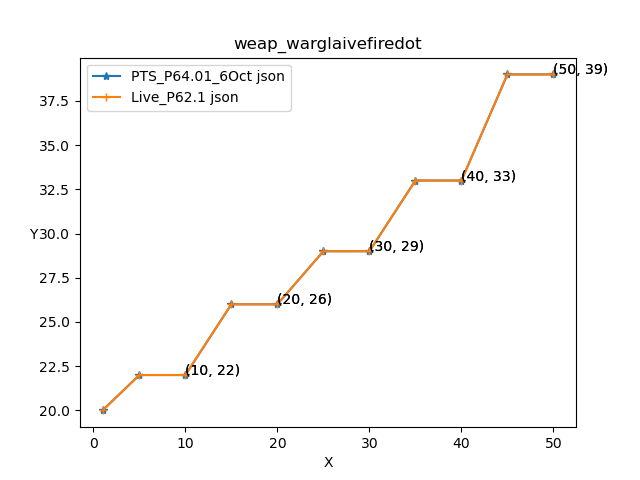 weap_warglaivefiredot
PTS_P64.01_6Oct json
Live_P62.1 json
(50, 39)
37.5
35.0
(40, 33)
32.5
Y
30.0
(30, 29)
27.5
(20, 26)
25.0
22.5
(10, 22)
20.0
0 10 20 30 40 50
X